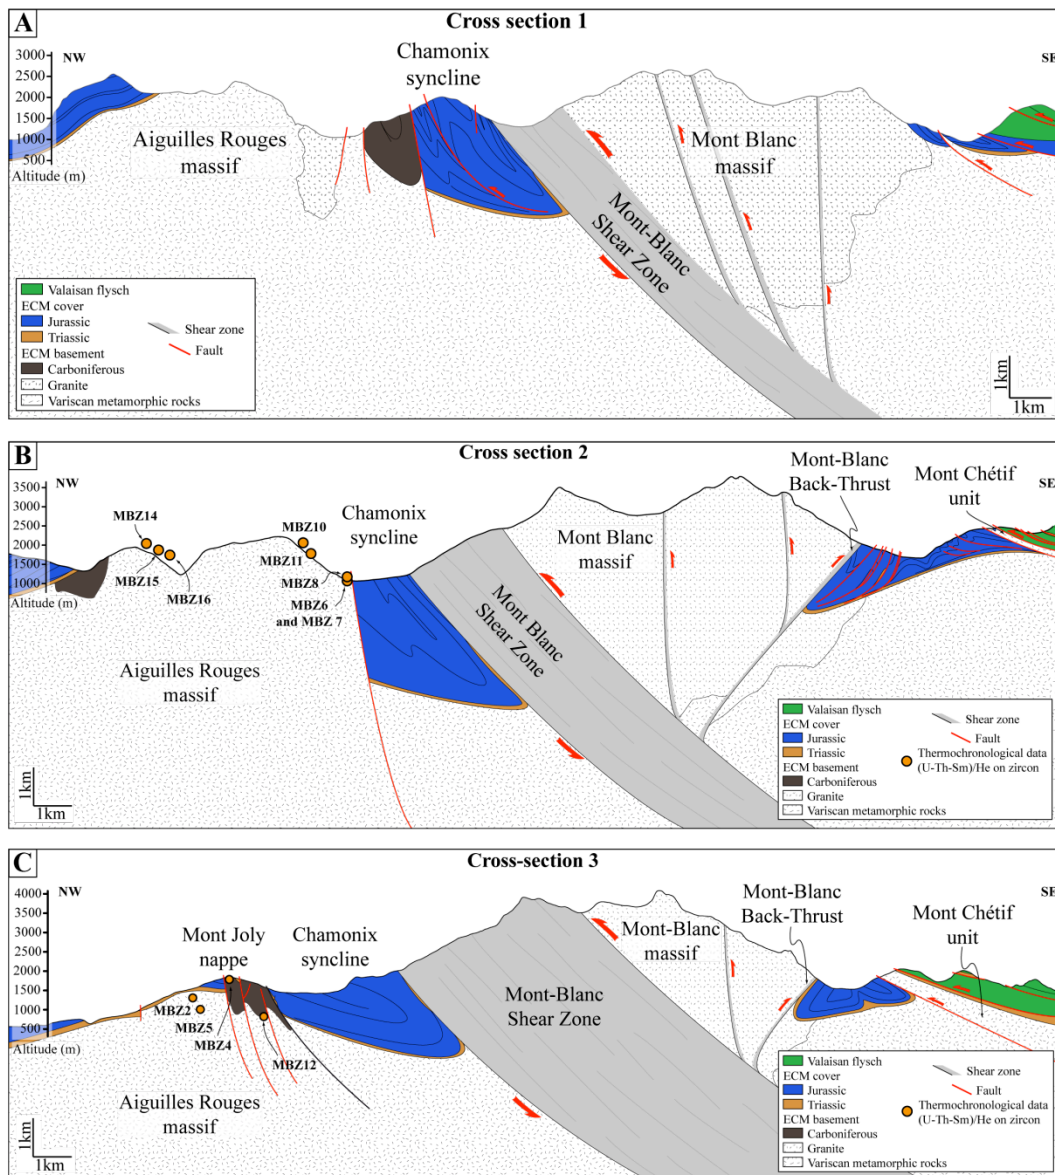 A
Cross section 1
NW
SE
3000
2500
2000
1500
1000
500
Altitude (m)
Chamonix
syncline
Aiguilles Rouges
massif
Mont Blanc
massif
Mont-Blanc
Shear Zone
Valaisan flysch
ECM cover
Jurassic
Triassic
ECM basement
Carboniferous
Granite
Variscan metamorphic rocks
Shear zone
Fault
1km
1km
B
Cross section 2
NW
SE
3500
3000
2500
2000
1500
1000
Altitude (m)
MBZ14
MBZ15
MBZ16
MBZ10
MBZ11
MBZ8
MBZ6
and MBZ 7
Chamonix
syncline
Mont Blanc
massif
Mont-Blanc
Back-Thrust
Mont Chétif
unit
Mont Blanc
Shear Zone
Aiguilles Rouges
massif
1km
1km
Valaisan flysch
ECM cover
Jurassic
Triassic
ECM basement
Carboniferous
Granite
Variscan metamorphic rocks
Shear zone
Fault
Thermochronological data
(U-Th-Sm)/He on zircon
C
Cross-section 3
NW
SE
4000
3500
3000
2500
2000
1500
1000
500
Altitude (m)
Mont Joly
nappe
Chamonix
syncline
MBZ2
MBZ5
MBZ4
MBZ12
Mont-Blanc
massif
Mont-Blanc
Back-Thrust
Mont Chétif
unit
Mont-Blanc
Shear Zone
Aiguilles Rouges
massif
1km
1km
Valaisan flysch
ECM cover
Jurassic
Triassic
ECM basement
Carboniferous
Granite
Variscan metamorphic rocks
Shear zone
Fault
Thermochronological data
(U-Th-Sm)/He on zircon